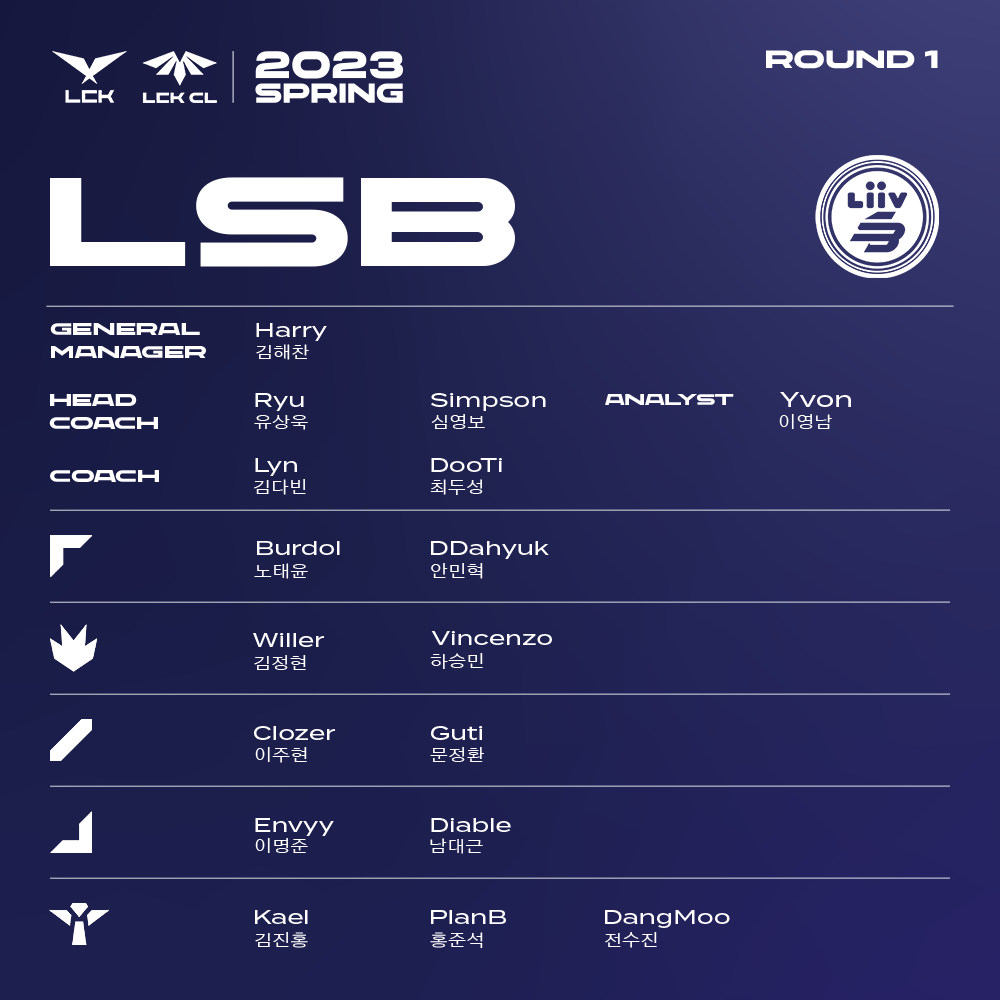 LCK
LCK CL
2023
SPRING
ROUND 1
LSB
Liiv
GENERAL
MANAGER
Harry
김해찬
HEAD
COACH
Ryu
유상욱
Simpson
심영보
ANALYST
Yvon
이영남
COACH
Lyn
김다빈
DooTi
최두성
Burdol
노태윤
DDahyuk
안민혁
Willer
김정현
Vincenzo
하승민
Clozer
이주현
Guti
문정환
Envyy
이명준
Diable
남대근
Kael
김진홍
PlanB
홍준석
DangMoo
전수진